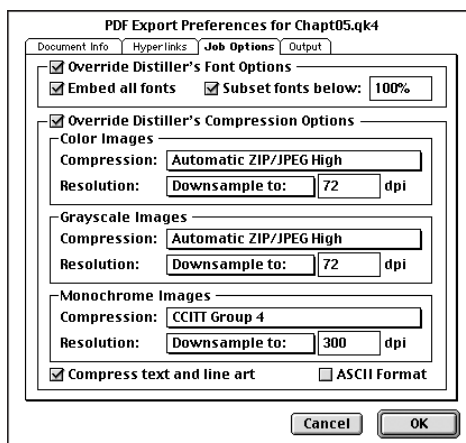 PDF Export Preferences for Chapt05.qk4
Document Info Hyperlinks Job Options Output
Override Distiller's Font Options
Embed all fonts Subset fonts below: 100%
Override Distiller's Compression Options
Color Images
Compression: Automatic ZIP/JPEG High
Resolution: Downsample to: 72 dpi
Grayscale Images
Compression: Automatic ZIP/JPEG High
Resolution: Downsample to: 72 dpi
Monochrome Images
Compression: CCITT Group 4
Resolution: Downsample to: 300 dpi
Compress text and line art ASCII Format
Cancel OK